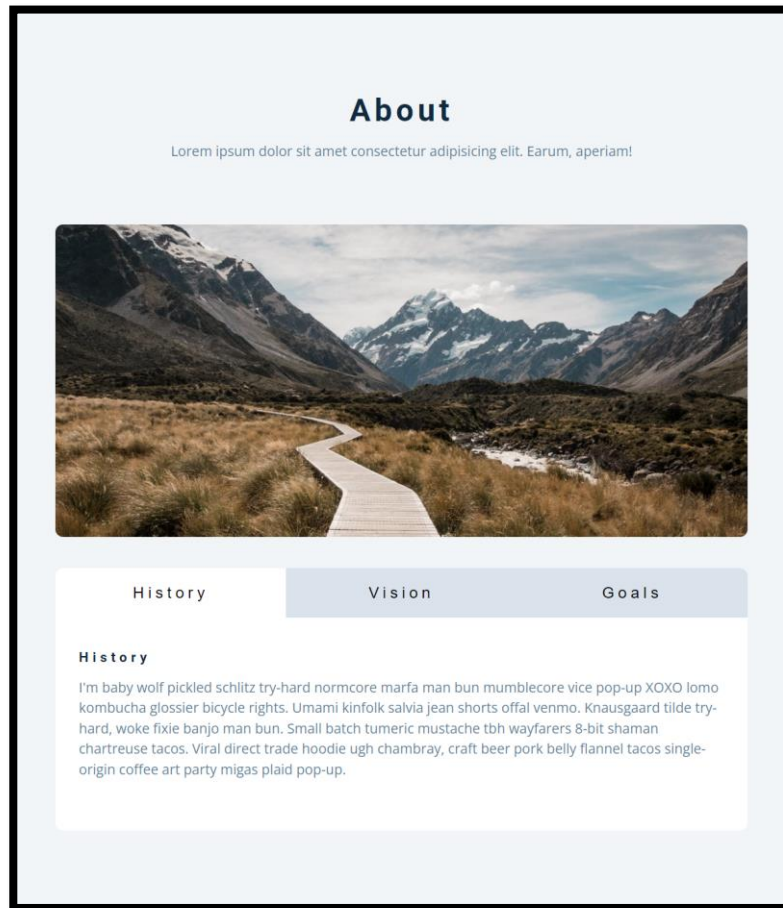 About
Lorem ipsum dolor sit amet consectetur adipisicing elit. Earum, aperiam!
History
Vision
Goals
History
I'm baby wolf pickled schlitz try-hard normcore marfa man bun mumblecore vice pop-up XOXO lomo
kombucha glossier bicycle rights. Umami kinfolk salvia jean shorts offal venmo. Knausgaard tilde try-
hard, woke fixie banjo man bun. Small batch tumeric mustache tbh wayfarers 8-bit shaman
chartreuse tacos. Viral direct trade hoodie ugh chambray, craft beer pork belly flannel tacos single-
origin coffee art party migas plaid pop-up.